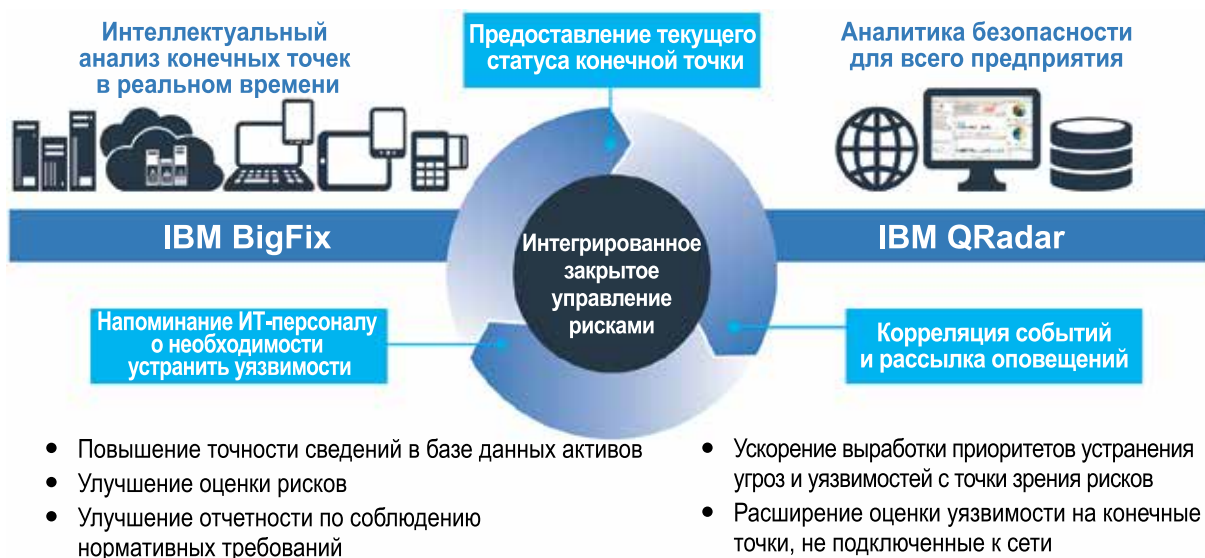 Интеллектуальный
анализ конечных точек
в реальном времени
Предоставление текущего
статуса конечной точки
Аналитика безопасности
для всего предприятия
IBM BigFix
IBM QRadar
Интегрированное
закрытое
управление
рисками
Напоминание ИТ-персоналу
о необходимости
устранить уязвимости
Корреляция событий
и рассылка оповещений
• Повышение точности сведений в базе данных активов
• Улучшение оценки рисков
• Улучшение отчетности по соблюдению
нормативных требований
• Ускорение выработки приоритетов устранения
угроз и уязвимостей с точки зрения рисков
• Расширение оценки уязвимости на конечные
точки, не подключенные к сети